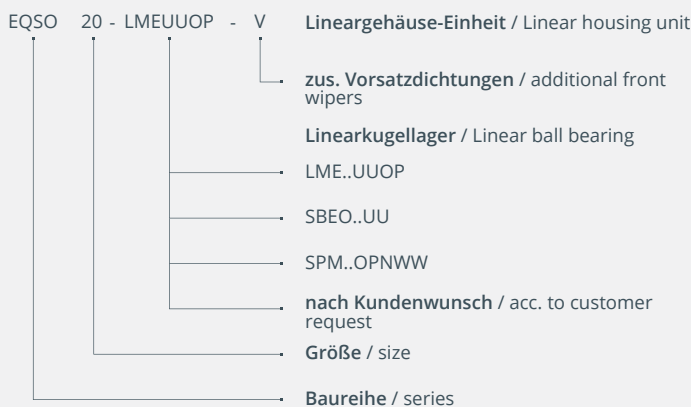 EQSO 20 - LMEUUOP - V Lineargehäuse-Einheit / Linear housing unit
zus. Vorsatzdichtungen / additional front
wipers
Linearkugellager / Linear ball bearing
LME..UUOP
SBEO..UU
SPM..OPNWW
nach Kundenwunsch / acc. to customer
request
Größe / size
Baureihe / series